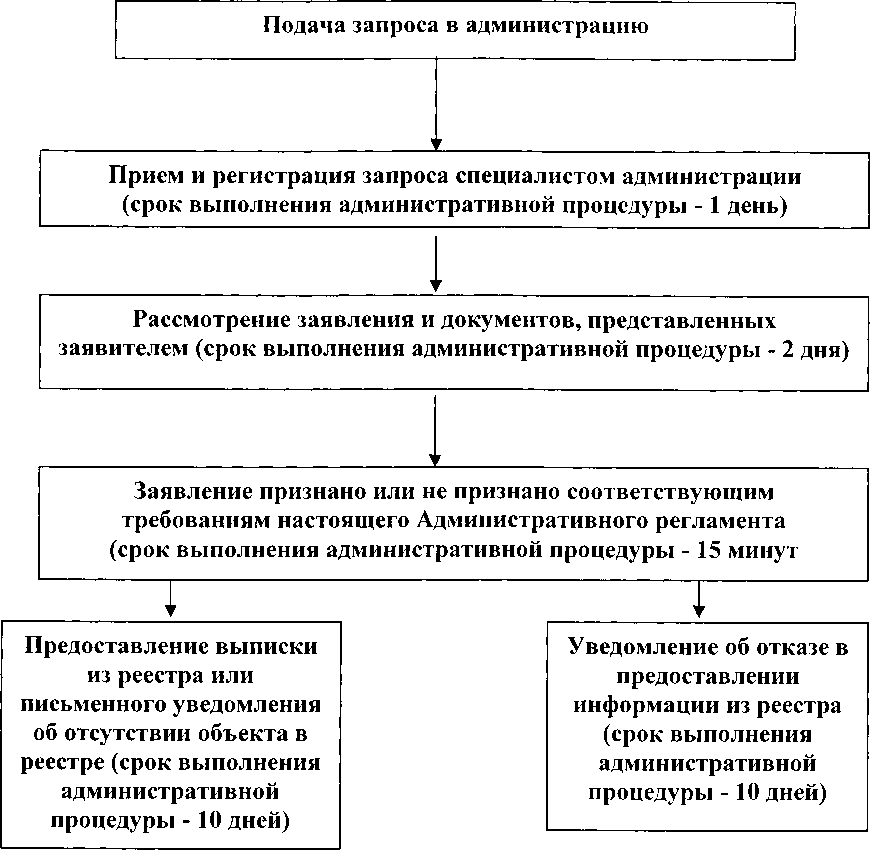 Подача запроса в администрацию
Прием и регистрация запроса специалистом администрации
(срок выполнения административной процедуры - 1 день)
Рассмотрение заявления и документов, представленных
заявителем (срок выполнения административной процедуры - 2 дня)
Заявление признано или не признано соответствующим
требованиям настоящего Административного регламента
(срок выполнения административной процедуры - 15 минут
Предоставление выписки
из реестра или
письменного уведомления
об отсутствии объекта в
реестре (срок выполнения
административной
процедуры - 10 дней)
Уведомление об отказе в
предоставлении
информации из реестра
(срок выполнения
административной
процедуры - 10 дней)